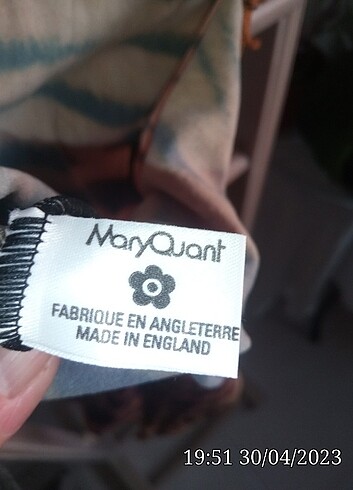 MaryQuant
FABRIQUE EN ANGLETERRE
MADE IN ENGLAND
19:51 30/04/2023